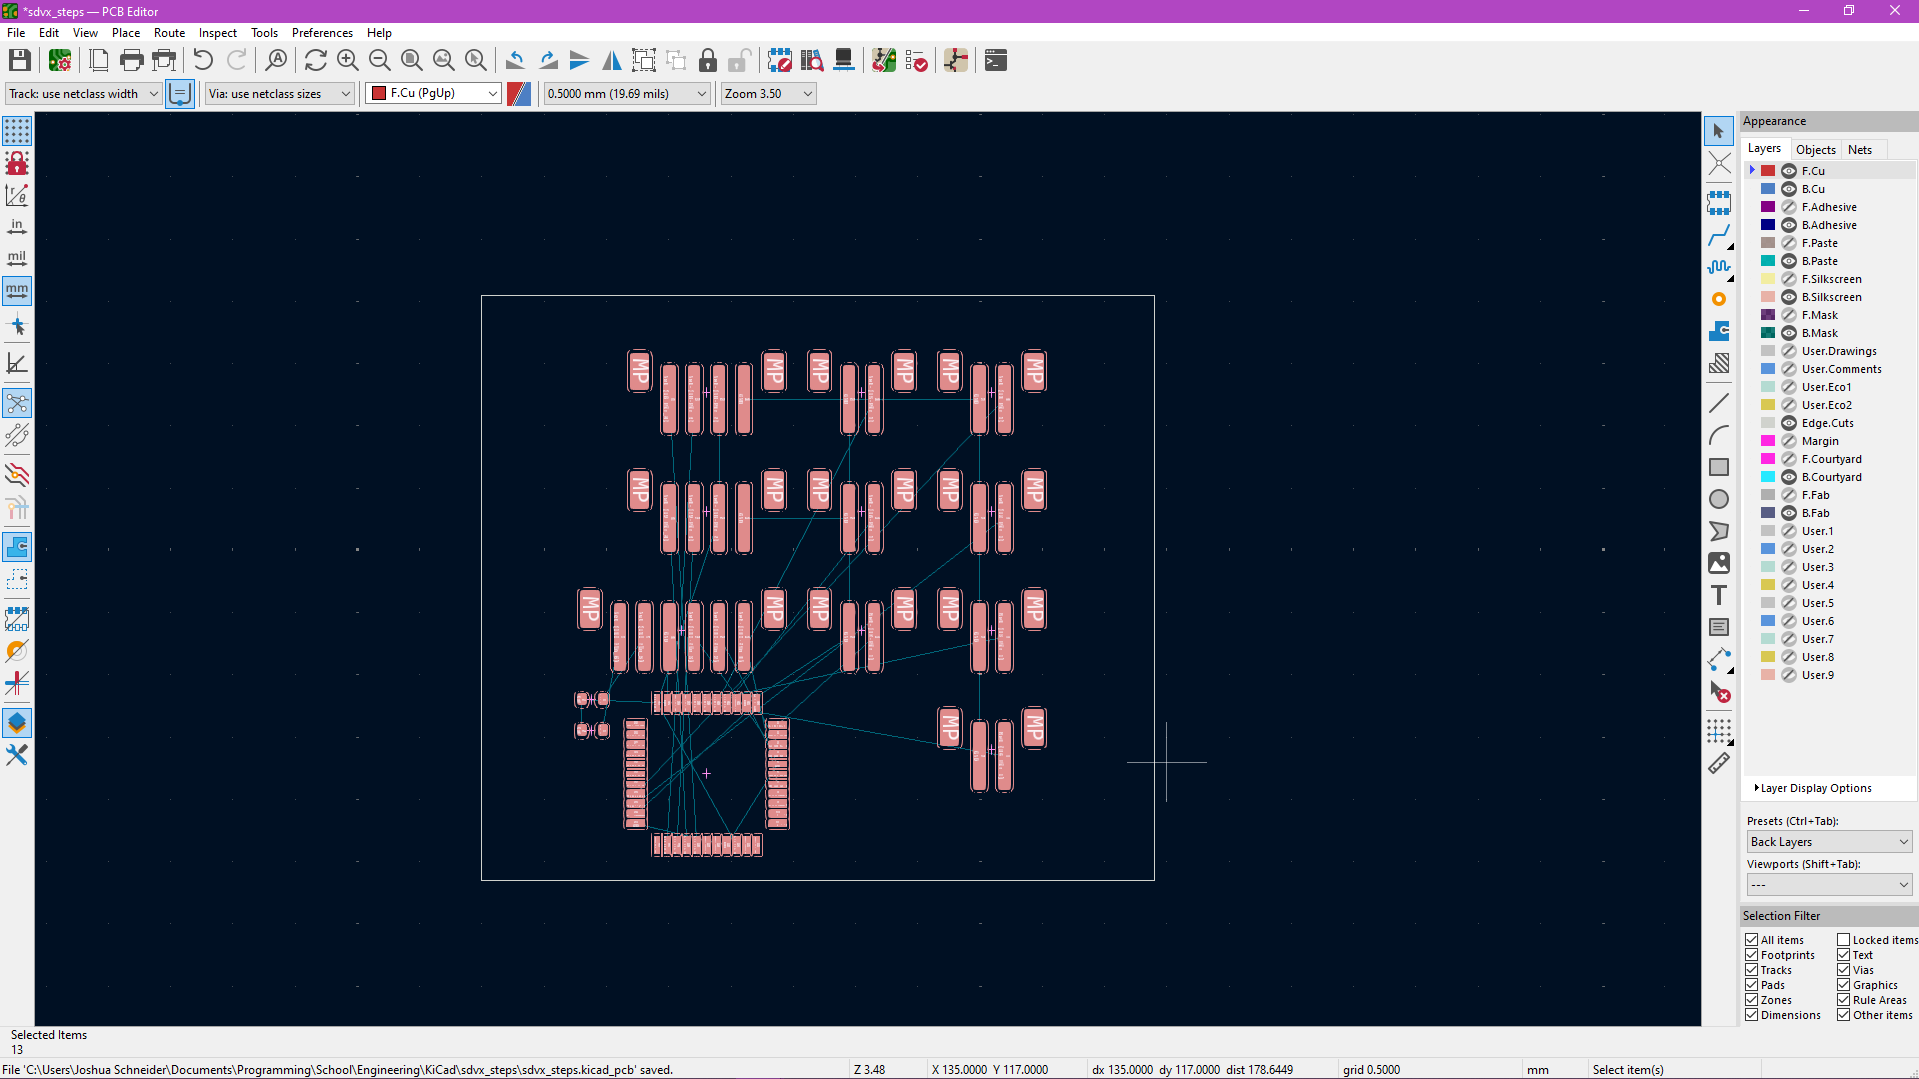 *sdvx_steps — PCB Editor
File Edit View Place Route Inspect Tools Preferences Help
Track: use netclass width Via: use netclass sizes F.Cu (PgUp) 0.5000 mm (19.69 mils) Zoom 3.50
in
mil
mm
Appearance
Layers Objects Nets
F.Cu
B.Cu
F.Adhesive
B.Adhesive
F.Paste
B.Paste
F.Silkscreen
B.Silkscreen
F.Mask
B.Mask
User.Drawings
User.Comments
User.Eco1
User.Eco2
Edge.Cuts
Margin
F.Courtyard
B.Courtyard
F.Fab
B.Fab
User.1
User.2
User.3
User.4
User.5
User.6
User.7
User.8
User.9
Layer Display Options
Presets (Ctrl+Tab):
Back Layers
Viewports (Shift+Tab):
---
Selection Filter
All items Locked items
Footprints Text
Tracks Vias
Pads Graphics
Zones Rule Areas
Dimensions Other items
MP MP MP MP MP MP
MP MP MP MP MP MP
MP MP MP MP MP MP
MP MP
Selected Items
13
File 'C:\Users\Joshua Schneider\Documents\Programming\School\Engineering\KiCad\sdvx_steps\sdvx_steps.kicad_pcb' saved. Z 3.48 X 135.0000 Y 117.0000 dx 135.0000 dy 117.0000 dist 178.6449 grid 0.5000 mm Select item(s)